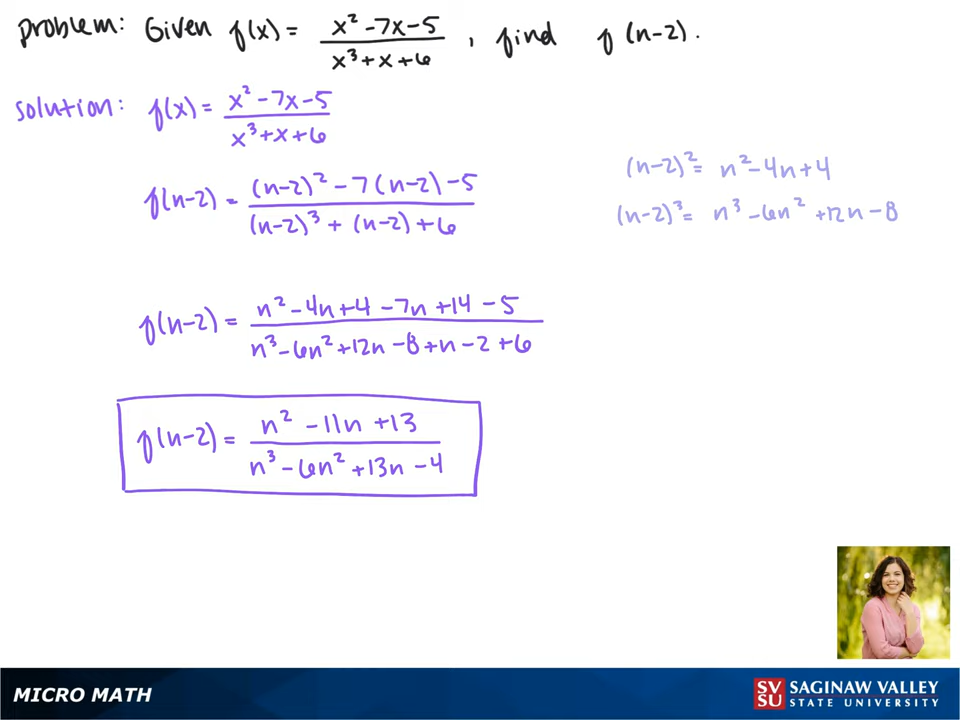 problem: Given f(x) = (x² - 7x - 5)/(x³ + x + 6), find f(n-2).
solution: f(x) = (x² - 7x - 5)/(x³ + x + 6)
f(n-2) = ((n-2)² - 7(n-2) - 5)/((n-2)³ + (n-2) + 6)
(n-2)² = n² - 4n + 4
(n-2)³ = n³ - 6n² + 12n - 8
f(n-2) = (n² - 4n + 4 - 7n + 14 - 5)/(n³ - 6n² + 12n - 8 + n - 2 + 6)
f(n-2) = (n² - 11n + 13)/(n³ - 6n² + 13n - 4)
MICRO MATH
SV
SU
SAGINAW VALLEY
STATE UNIVERSITY